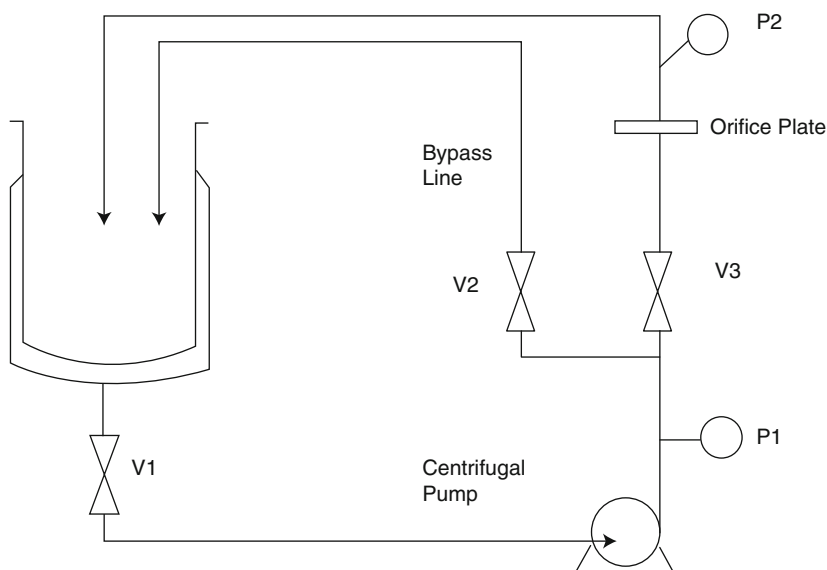 P2
Orifice Plate
Bypass
Line
V2
V3
P1
V1
Centrifugal
Pump